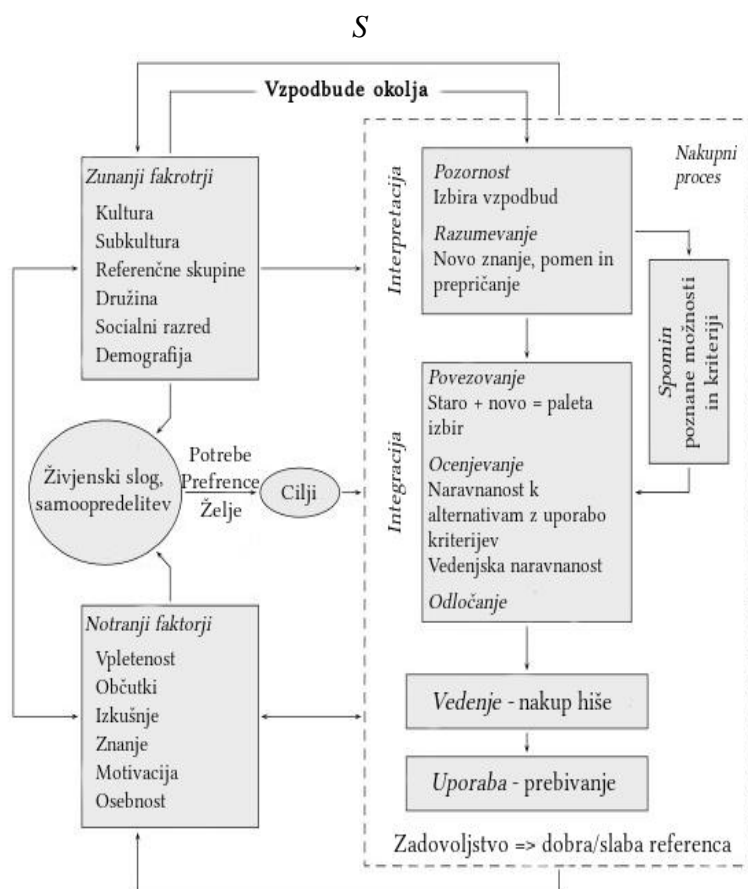 S
Vzpodbude okolja
Zunanji fakrotrji
Kultura
Subkultura
Referenčne skupine
Družina
Socialni razred
Demografija
Živjenski slog,
samoopredelitev
Potrebe
Prefrence
Želje
Cilji
Notranji faktorji
Vpletenost
Občutki
Izkušnje
Znanje
Motivacija
Osebnost
Nakupni
proces
Interpretacija
Pozornost
Izbira vzpodbud
Razumevanje
Novo znanje, pomen in
prepričanje
Spomin
poznane možnosti
in kriteriji
Integracija
Povezovanje
Staro + novo = paleta
izbir
Ocenjevanje
Naravnanost k
alternativam z uporabo
kriterijev
Vedenjska naravnanost
Odločanje
Vedenje - nakup hiše
Uporaba - prebivanje
Zadovoljstvo => dobra/slaba referenca